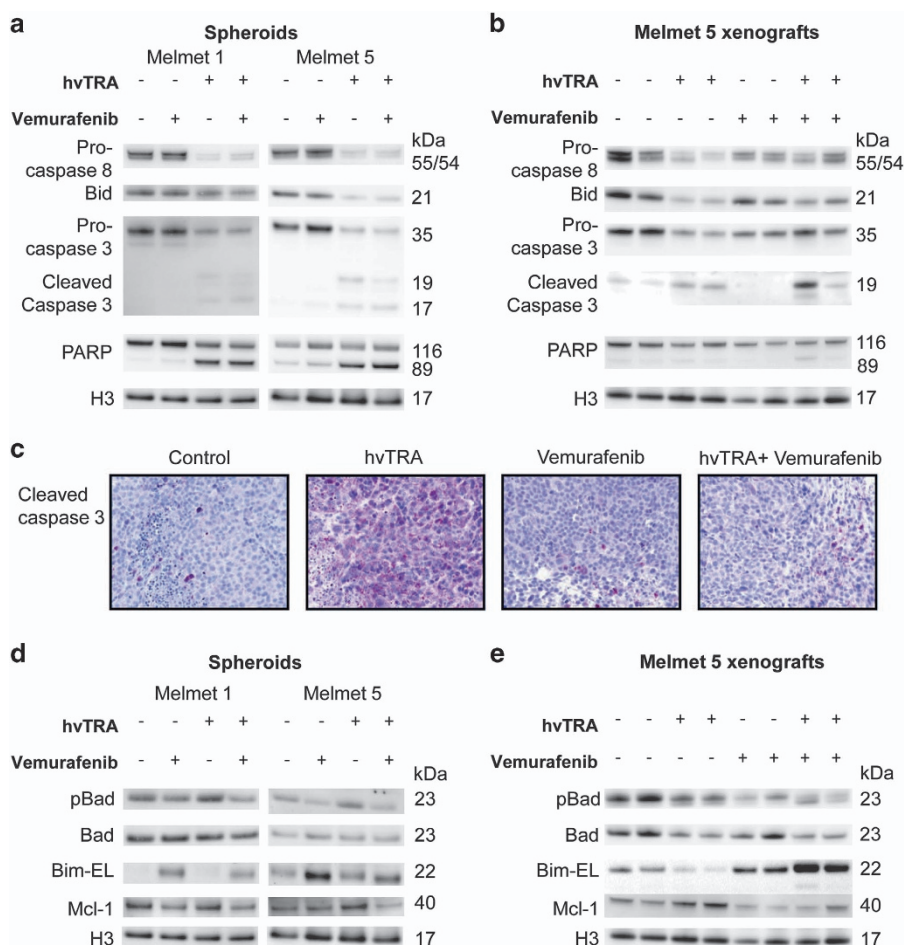 a
Spheroids
Melmet 1 Melmet 5
hvTRA - - + + - - + +
Vemurafenib - + - + - + - +
kDa
Pro-
caspase 8
55/54
Bid 21
Pro-
caspase 3
35
Cleaved
Caspase 3
19
17
PARP
116
89
H3 17
b
Melmet 5 xenografts
hvTRA - - + + - - + +
Vemurafenib - - - - + + + +
kDa
Pro-
caspase 8
55/54
Bid 21
Pro-
caspase 3
35
Cleaved
Caspase 3
19
PARP
116
89
H3 17
c
Control hvTRA Vemurafenib hvTRA+ Vemurafenib
Cleaved
caspase 3
d
Spheroids
Melmet 1 Melmet 5
hvTRA - - + + - - + +
Vemurafenib - + - + - + - +
kDa
pBad 23
Bad 23
Bim-EL 22
Mcl-1 40
H3 17
e
Melmet 5 xenografts
hvTRA - - + + - - + +
Vemurafenib - - - - + + + +
kDa
pBad 23
Bad 23
Bim-EL 22
Mcl-1 40
H3 17